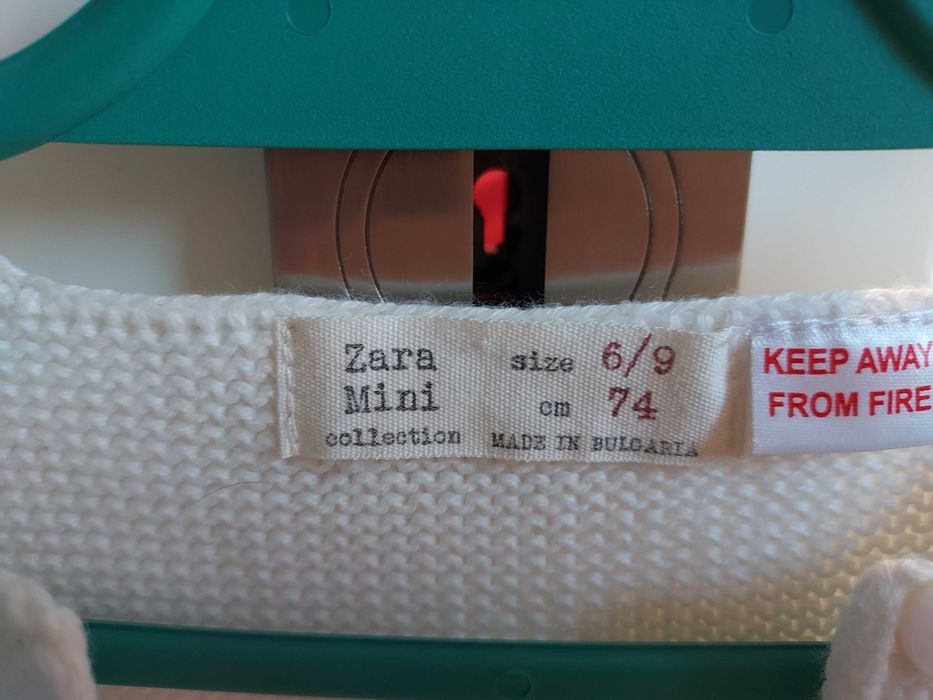 Zara
Mini
collection
size 6/9
cm 74
MADE IN BULGARIA
KEEP AWAY
FROM FIRE